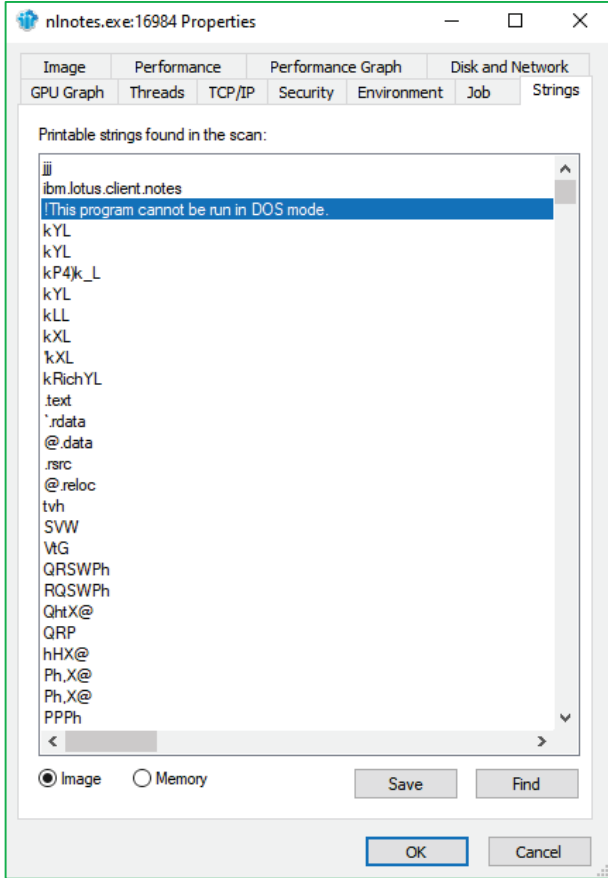 nlnotes.exe:16984 Properties
Image Performance Performance Graph Disk and Network
GPU Graph Threads TCP/IP Security Environment Job Strings
Printable strings found in the scan:
jjj
ibm.lotus.client.notes
!This program cannot be run in DOS mode.
kYL
kYL
kP4)k_L
kYL
kLL
kXL
'kXL
kRichYL
.text
`.rdata
@.data
.rsrc
@.reloc
tvh
SVW
VtG
QRSWPh
RQSWPh
QhtX@
QRP
hHX@
Ph,X@
Ph,X@
PPPh
Image Memory Save Find
OK Cancel